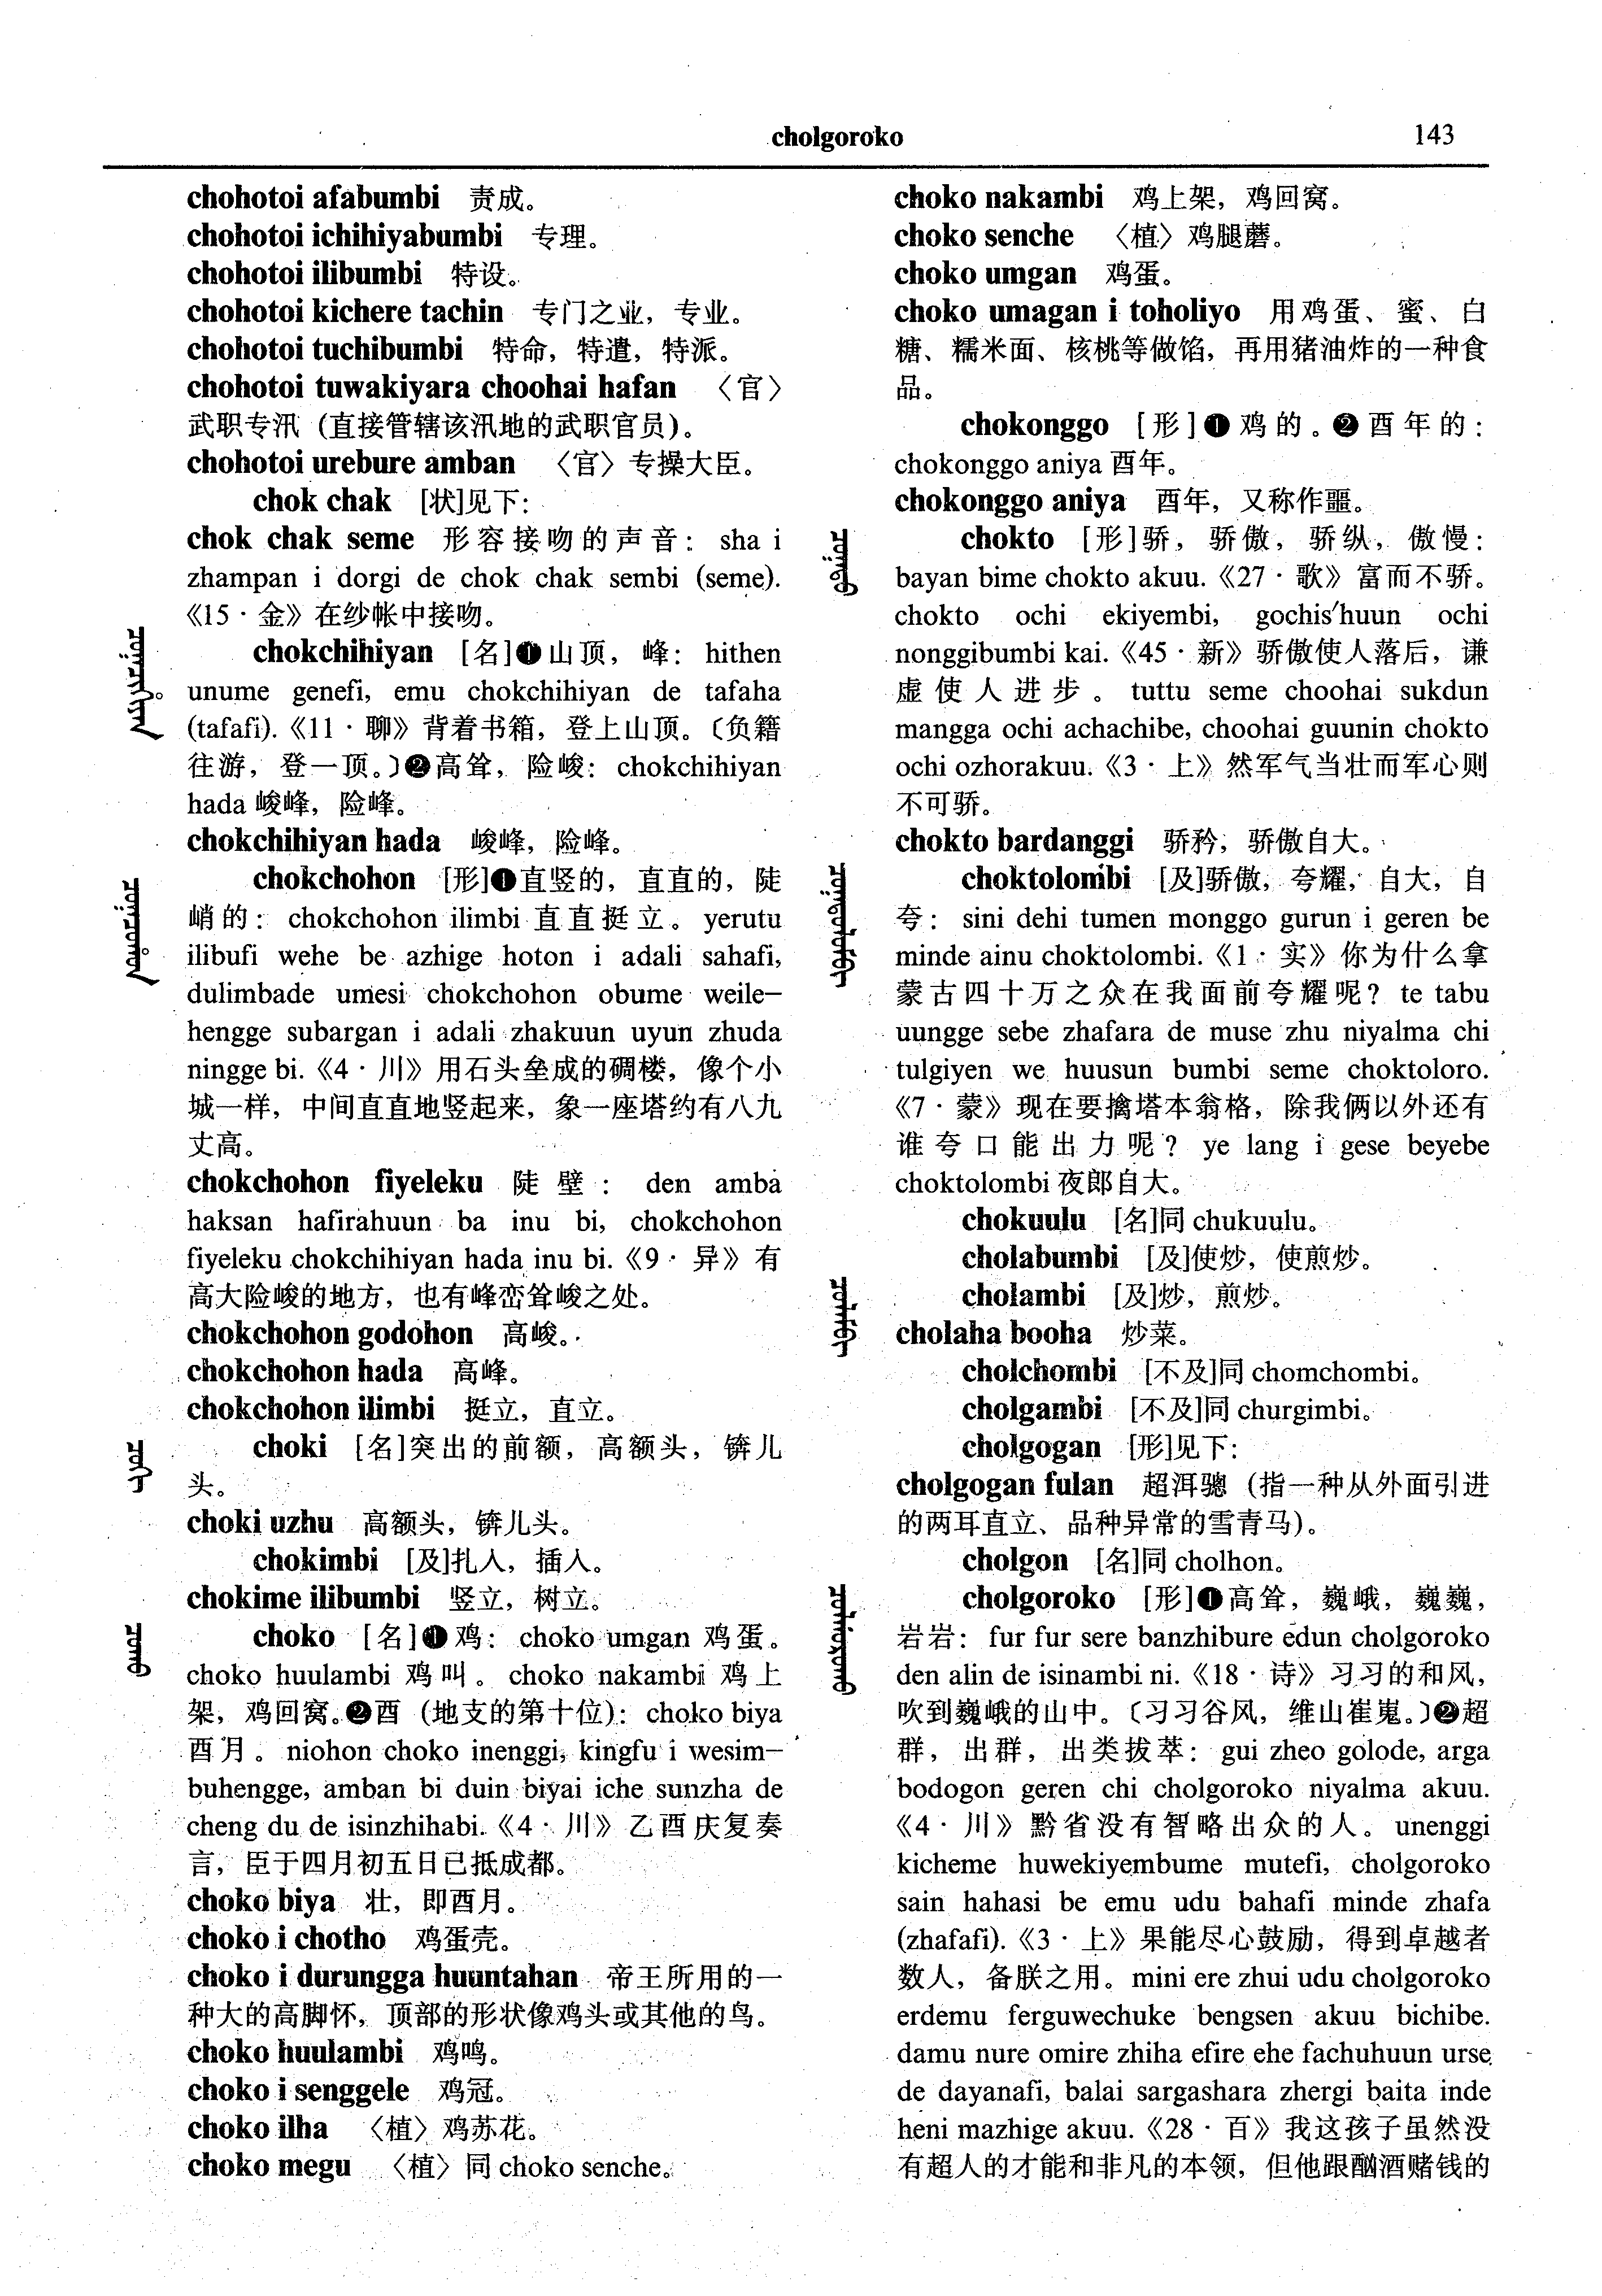 cholgoroko
143
chohotoi afabumbi 责成。
chohotoi ichihiyabumbi 专理。
chohotoi ilibumbi 特设。
chohotoi kichere tachin 专门之业，专业。
chohotoi tuchibumbi 特命，特遣，特派。
chohotoi tuwakiyara choohai hafan 〈官〉
武职专汛（直接管辖该汛地的武职官员）。
chohotoi urebure amban 〈官〉专操大臣。
chok chak [状]见下：
chok chak seme 形容接吻的声音：sha i
zhampan i dorgi de chok chak sembi (seme).
《15·金》在纱帐中接吻。
chokchihiyan [名]❶山顶，峰：hithen
unume genefi, emu chokchihiyan de tafaha
(tafafi).《11·聊》背着书箱，登上山顶。〔负籍
往游，登一顶。〕❷高耸，险峻：chokchihiyan
hada 峻峰，险峰。
chokchihiyan hada 峻峰，险峰。
chokchohon [形]❶直竖的，直直的，陡
峭的：chokchohon ilimbi 直直挺立。yerutu
ilibufi wehe be azhige hoton i adali sahafi,
dulimbade umesi chokchohon obume weile-
hengge subargan i adali zhakuun uyun zhuda
ningge bi.《4·川》用石头垒成的碉楼，像个小
城一样，中间直直地竖起来，象一座塔约有八九
丈高。
chokchohon fiyeleku 陡壁：den amba
haksan hafirahuun ba inu bi, chokchohon
fiyeleku chokchihiyan hada inu bi.《9·异》有
高大险峻的地方，也有峰峦耸峻之处。
chokchohon godohon 高峻。
chokchohon hada 高峰。
chokchohon ilimbi 挺立，直立。
choki [名]突出的前额，高额头，锛儿
头。
choki uzhu 高额头，锛儿头。
chokimbi [及]扎人，插人。
chokime ilibumbi 竖立，树立。
choko [名]❶鸡：choko umgan 鸡蛋。
choko huulambi 鸡叫。choko nakambi 鸡上
架，鸡回窝。❷酉（地支的第十位）：choko biya
酉月。niohon choko inenggi, kingfu i wesim-
buhengge, amban bi duin biyai iche sunzha de
cheng du de isinzhihabi.《4·川》乙酉庆复奏
言，臣于四月初五日已抵成都。
choko biya 壮，即酉月。
choko i chotho 鸡蛋壳。
choko i durungga huuntahan 帝王所用的一
种大的高脚怀，顶部的形状像鸡头或其他的鸟。
choko huulambi 鸡鸣。
choko i senggele 鸡冠。
choko ilha 〈植〉鸡苏花。
choko megu 〈植〉同 choko senche。
choko nakambi 鸡上架，鸡回窝。
choko senche 〈植〉鸡腿蘑。
choko umgan 鸡蛋。
choko umagan i toholiyo 用鸡蛋、蜜、白
糖、糯米面、核桃等做馅，再用猪油炸的一种食
品。
chokonggo [形]❶鸡的。❷酉年的：
chokonggo aniya 酉年。
chokonggo aniya 酉年，又称作噩。
chokto [形]骄，骄傲，骄纵，傲慢：
bayan bime chokto akuu.《27·歌》富而不骄。
chokto ochi ekiyembi, gochis'huun ochi
nonggibumbi kai.《45·新》骄傲使人落后，谦
虚使人进步。tuttu seme choohai sukdun
mangga ochi achachibe, choohai guunin chokto
ochi ozhorakuu.《3·上》然军气当壮而军心则
不可骄。
chokto bardanggi 骄矜，骄傲自大。
choktolombi [及]骄傲，夸耀，自大，自
夸：sini dehi tumen monggo gurun i geren be
minde ainu choktolombi.《1·实》你为什么拿
蒙古四十万之众在我面前夸耀呢？te tabu
uungge sebe zhafara de muse zhu niyalma chi
tulgiyen we huusun bumbi seme choktoloro.
《7·蒙》现在要擒塔本翁格，除我俩以外还有
谁夸口能出力呢？ye lang i gese beyebe
choktolombi 夜郎自大。
chokuulu [名]同 chukuulu。
cholabumbi [及]使炒，使煎炒。
cholambi [及]炒，煎炒。
cholaha booha 炒菜。
cholchombi [不及]同 chomchombi。
cholgambi [不及]同 churgimbi。
cholgogan [形]见下：
cholgogan fulan 超洱骢（指一种从外面引进
的两耳直立、品种异常的雪青马）。
cholgon [名]同 cholhon。
cholgoroko [形]❶高耸，巍峨，巍巍，
岩岩：fur fur sere banzhibure edun cholgoroko
den alin de isinambi ni.《18·诗》习习的和风，
吹到巍峨的山中。〔习习谷风，维山崔嵬。〕❷超
群，出群，出类拔萃：gui zheo golode, arga
bodogon geren chi cholgoroko niyalma akuu.
《4·川》黔省没有智略出众的人。unenggi
kicheme huwekiyembume mutefi, cholgoroko
sain hahasi be emu udu bahafi minde zhafa
(zhafafi).《3·上》果能尽心鼓励，得到卓越者
数人，备朕之用。mini ere zhui udu cholgoroko
erdemu ferguwechuke bengsen akuu bichibe.
damu nure omire zhiha efire ehe fachuhuun urse
de dayanafi, balai sargashara zhergi baita inde
heni mazhige akuu.《28·百》我这孩子虽然没
有超人的才能和非凡的本领，但他跟酗酒赌钱的